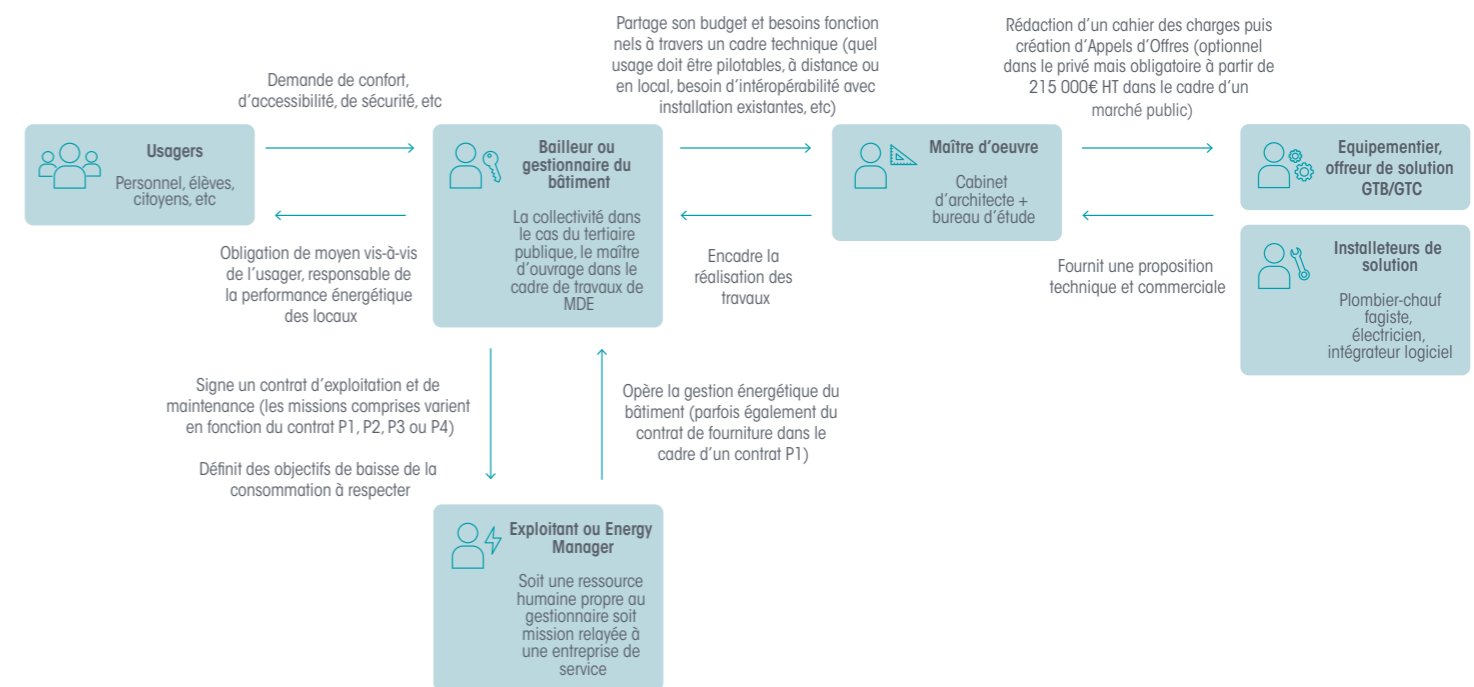 Demande de confort,
d'accessibilité, de sécurité, etc
Partage son budget et besoins fonction
nels à travers un cadre technique (quel
usage doit être pilotables, à distance ou
en local, besoin d'intéropérabilité avec
installation existantes, etc)
Rédaction d'un cahier des charges puis
création d'Appels d'Offres (optionnel
dans le privé mais obligatoire à partir de
215 000€ HT dans le cadre d'un
marché public)
Usagers
Personnel, élèves,
citoyens, etc
Bailleur ou
gestionnaire du
bâtiment
La collectivité dans
le cas du tertiaire
publique, le maître
d'ouvrage dans le
cadre de travaux de
MDE
Maître d'oeuvre
Cabinet
d'architecte +
bureau d'étude
Equipementier,
offreur de solution
GTB/GTC
Installeteurs de
solution
Plombier-chauf
fagiste,
électricien,
intégrateur logiciel
Obligation de moyen vis-à-vis
de l'usager, responsable de
la performance énergétique
des locaux
Encadre la
réalisation des
travaux
Fournit une proposition
technique et commerciale
Signe un contrat d'exploitation et de
maintenance (les missions comprises varient
en fonction du contrat P1, P2, P3 ou P4)
Définit des objectifs de baisse de la
consommation à respecter
Opère la gestion énergétique du
bâtiment (parfois également du
contrat de fourniture dans le
cadre d'un contrat P1)
Exploitant ou Energy
Manager
Soit une ressource
humaine propre au
gestionnaire soit
mission relayée à
une entreprise de
service